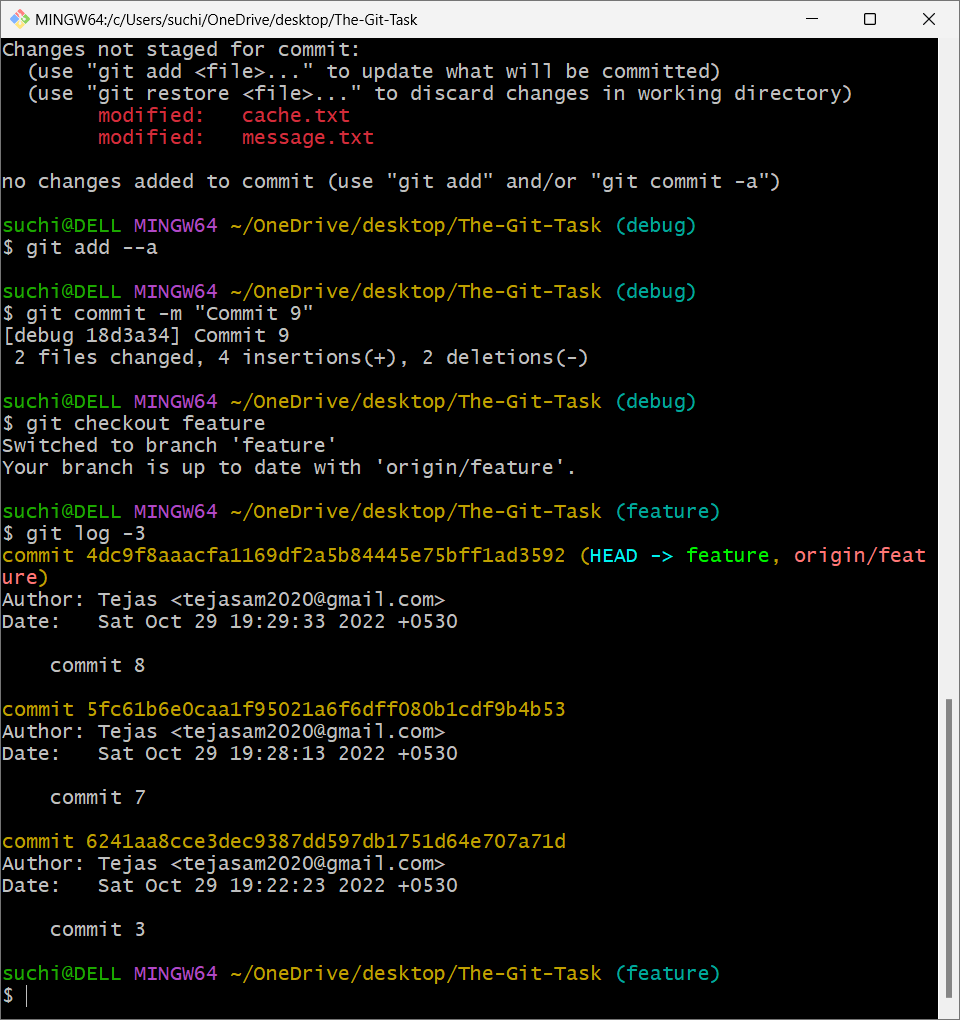 MINGW64:/c/Users/suchi/OneDrive/desktop/The-Git-Task
Changes not staged for commit:
  (use "git add <file>..." to update what will be committed)
  (use "git restore <file>..." to discard changes in working directory)
        modified:   cache.txt
        modified:   message.txt
no changes added to commit (use "git add" and/or "git commit -a")
suchi@DELL MINGW64 ~/OneDrive/desktop/The-Git-Task (debug)
$ git add --a
suchi@DELL MINGW64 ~/OneDrive/desktop/The-Git-Task (debug)
$ git commit -m "Commit 9"
[debug 18d3a34] Commit 9
 2 files changed, 4 insertions(+), 2 deletions(-)
suchi@DELL MINGW64 ~/OneDrive/desktop/The-Git-Task (debug)
$ git checkout feature
Switched to branch 'feature'
Your branch is up to date with 'origin/feature'.
suchi@DELL MINGW64 ~/OneDrive/desktop/The-Git-Task (feature)
$ git log -3
commit 4dc9f8aaacfa1169df2a5b84445e75bff1ad3592 (HEAD -> feature, origin/feat
ure)
Author: Tejas <tejasam2020@gmail.com>
Date:   Sat Oct 29 19:29:33 2022 +0530
    commit 8
commit 5fc61b6e0caa1f95021a6f6dff080b1cdf9b4b53
Author: Tejas <tejasam2020@gmail.com>
Date:   Sat Oct 29 19:28:13 2022 +0530
    commit 7
commit 6241aa8cce3dec9387dd597db1751d64e707a71d
Author: Tejas <tejasam2020@gmail.com>
Date:   Sat Oct 29 19:22:23 2022 +0530
    commit 3
suchi@DELL MINGW64 ~/OneDrive/desktop/The-Git-Task (feature)
$